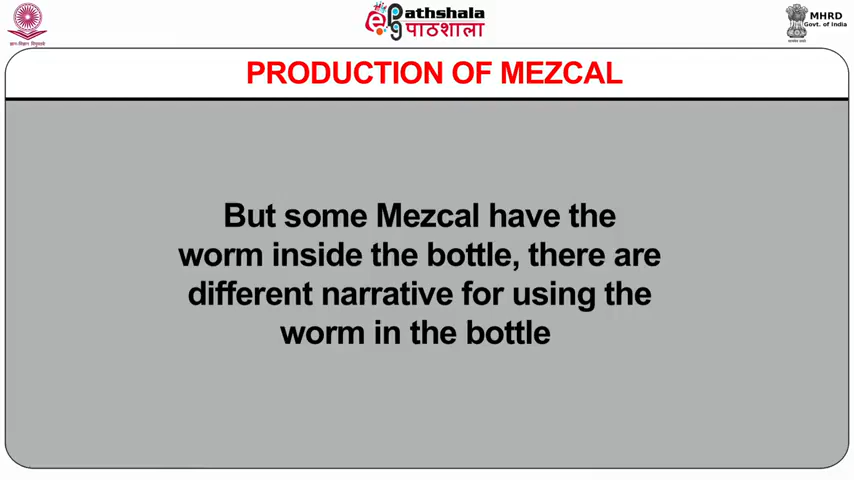 Pathshala
पाठशाला
MHRD
Govt. of India
PRODUCTION OF MEZCAL
But some Mezcal have the
worm inside the bottle, there are
different narrative for using the
worm in the bottle